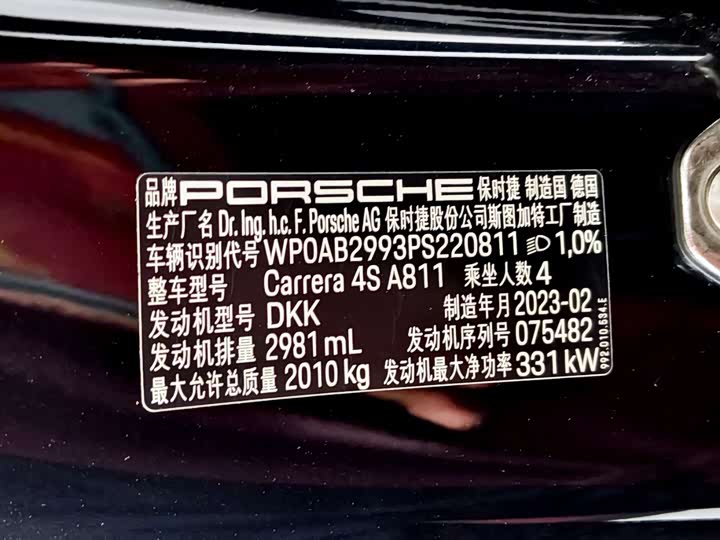 品牌 PORSCHE 保时捷 制造国 德国
生产厂名 Dr. Ing. h.c. F. Porsche AG 保时捷股份公司斯图加特工厂制造
车辆识别代号 WP0AB2993PS220811 1,0%
整车型号 Carrera 4S A811 乘坐人数 4
发动机型号 DKK 制造年月 2023-02
发动机排量 2981 mL 发动机序列号 075482
最大允许总质量 2010 kg 发动机最大净功率 331 kW
992.010.594.E